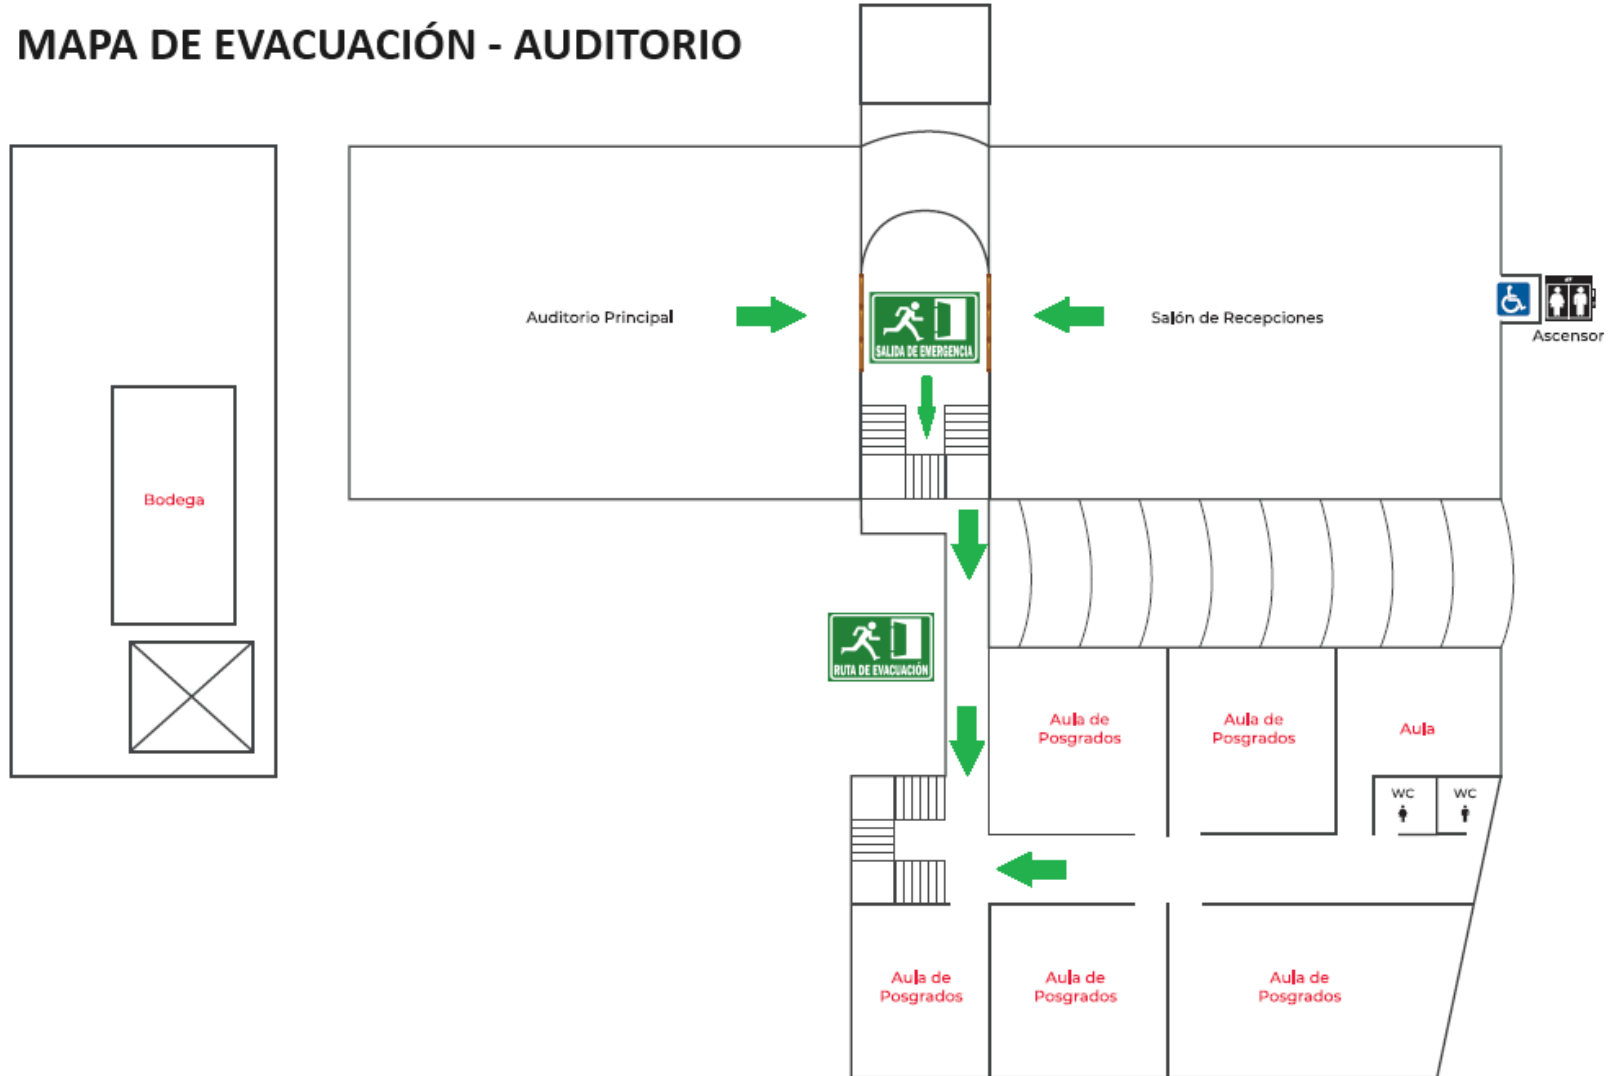 MAPA DE EVACUACIÓN - AUDITORIO
Auditorio Principal
SALIDA DE EMERGENCIA
Salón de Recepciones
Ascensor
Bodega
RUTA DE EVACUACIÓN
Aula de
Posgrados
Aula de
Posgrados
Aula
WC
WC
Aula de
Posgrados
Aula de
Posgrados
Aula de
Posgrados